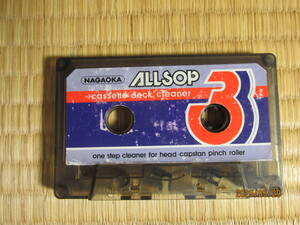 NAGAOKA ALLSOP
cassette deck cleaner
3
one step cleaner for head·capstan·pinch roller